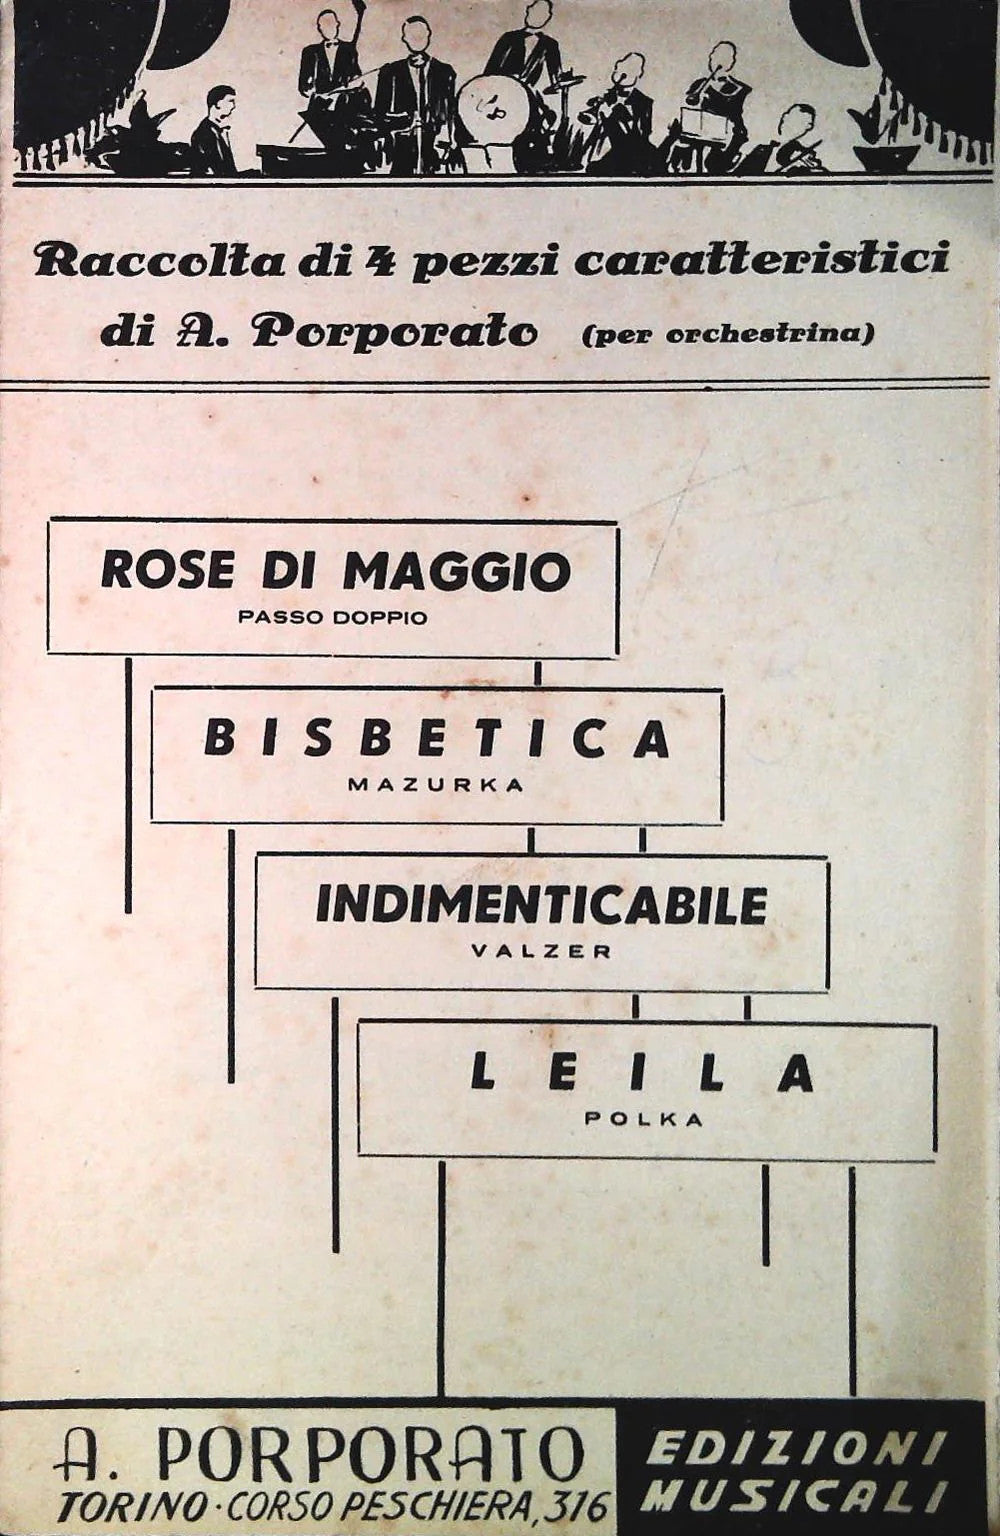 Raccolta di 4 pezzi caratteristici
di A. Porporato (per orchestrina)
ROSE DI MAGGIO
PASSO DOPPIO
BISBETICA
MAZURKA
INDIMENTICABILE
VALZER
LEILA
POLKA
A. PORPORATO
TORINO · CORSO PESCHIERA, 316
EDIZIONI
MUSICALI